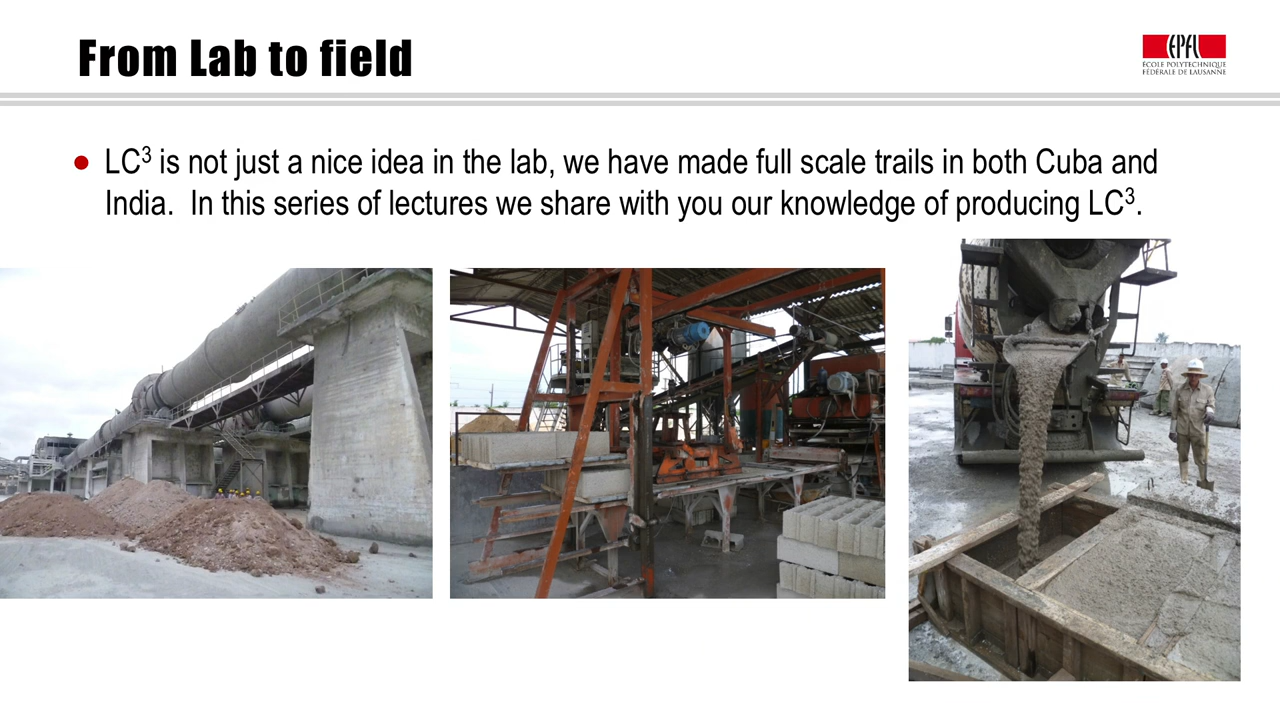 From Lab to field
EPFL
ÉCOLE POLYTECHNIQUE
FÉDÉRALE DE LAUSANNE
● LC³ is not just a nice idea in the lab, we have made full scale trails in both Cuba and
India.  In this series of lectures we share with you our knowledge of producing LC³.